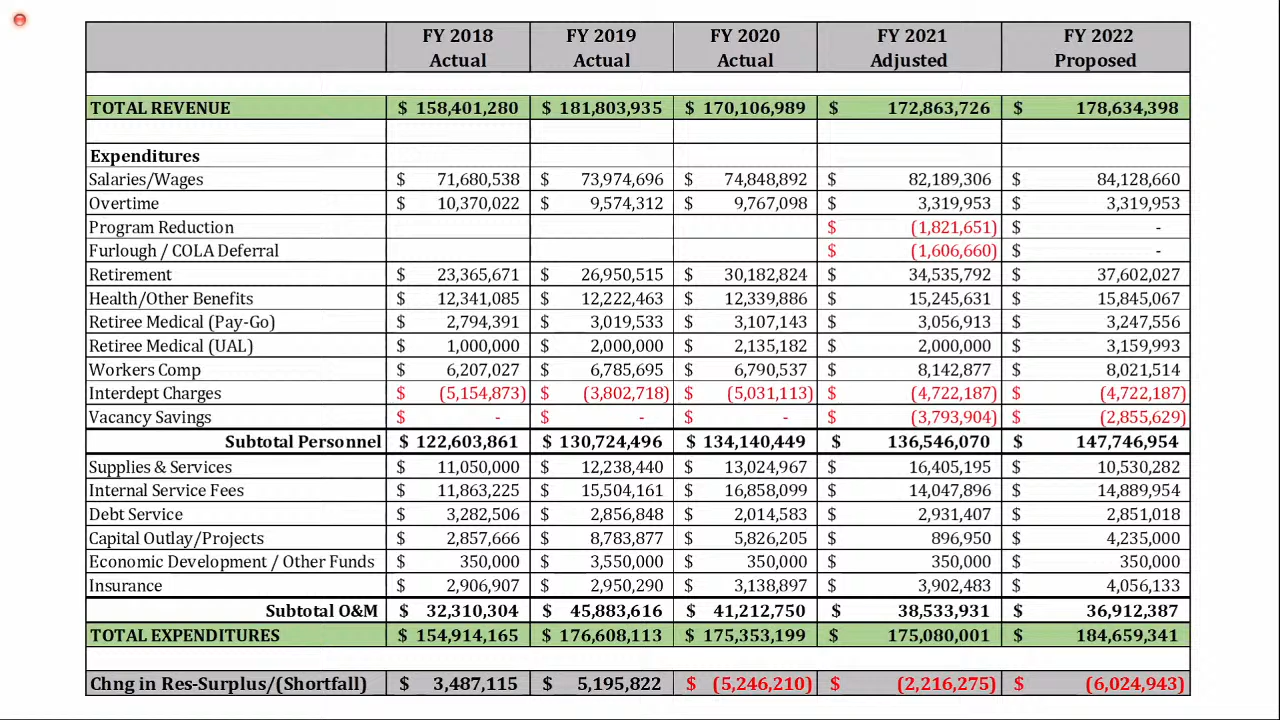 FY 2018 FY 2019 FY 2020 FY 2021 FY 2022
Actual Actual Actual Adjusted Proposed
TOTAL REVENUE $ 158,401,280 $ 181,803,935 $ 170,106,989 $ 172,863,726 $ 178,634,398
Expenditures
Salaries/Wages $ 71,680,538 $ 73,974,696 $ 74,848,892 $ 82,189,306 $ 84,128,660
Overtime $ 10,370,022 $ 9,574,312 $ 9,767,098 $ 3,319,953 $ 3,319,953
Program Reduction $ (1,821,651) $ -
Furlough / COLA Deferral $ (1,606,660) $ -
Retirement $ 23,365,671 $ 26,950,515 $ 30,182,824 $ 34,535,792 $ 37,602,027
Health/Other Benefits $ 12,341,085 $ 12,222,463 $ 12,339,886 $ 15,245,631 $ 15,845,067
Retiree Medical (Pay-Go) $ 2,794,391 $ 3,019,533 $ 3,107,143 $ 3,056,913 $ 3,247,556
Retiree Medical (UAL) $ 1,000,000 $ 2,000,000 $ 2,135,182 $ 2,000,000 $ 3,159,993
Workers Comp $ 6,207,027 $ 6,785,695 $ 6,790,537 $ 8,142,877 $ 8,021,514
Interdept Charges $ (5,154,873) $ (3,802,718) $ (5,031,113) $ (4,722,187) $ (4,722,187)
Vacancy Savings $ - $ - $ - $ (3,793,904) $ (2,855,629)
Subtotal Personnel $ 122,603,861 $ 130,724,496 $ 134,140,449 $ 136,546,070 $ 147,746,954
Supplies & Services $ 11,050,000 $ 12,238,440 $ 13,024,967 $ 16,405,195 $ 10,530,282
Internal Service Fees $ 11,863,225 $ 15,504,161 $ 16,858,099 $ 14,047,896 $ 14,889,954
Debt Service $ 3,282,506 $ 2,856,848 $ 2,014,583 $ 2,931,407 $ 2,851,018
Capital Outlay/Projects $ 2,857,666 $ 8,783,877 $ 5,826,205 $ 896,950 $ 4,235,000
Economic Development / Other Funds $ 350,000 $ 3,550,000 $ 350,000 $ 350,000 $ 350,000
Insurance $ 2,906,907 $ 2,950,290 $ 3,138,897 $ 3,902,483 $ 4,056,133
Subtotal O&M $ 32,310,304 $ 45,883,616 $ 41,212,750 $ 38,533,931 $ 36,912,387
TOTAL EXPENDITURES $ 154,914,165 $ 176,608,113 $ 175,353,199 $ 175,080,001 $ 184,659,341
Chng in Res-Surplus/(Shortfall) $ 3,487,115 $ 5,195,822 $ (5,246,210) $ (2,216,275) $ (6,024,943)